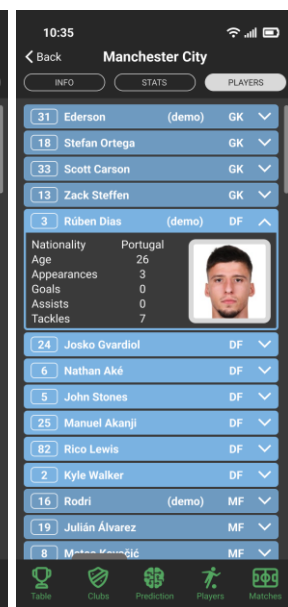 10:35
Back Manchester City
INFO STATS PLAYERS
31 Ederson (demo) GK
18 Stefan Ortega GK
33 Scott Carson GK
13 Zack Steffen GK
3 Rúben Dias (demo) DF
Nationality Portugal
Age 26
Appearances 3
Goals 0
Assists 0
Tackles 7
24 Josko Gvardiol DF
6 Nathan Aké DF
5 John Stones DF
25 Manuel Akanji DF
82 Rico Lewis DF
2 Kyle Walker DF
16 Rodri (demo) MF
19 Julián Álvarez MF
8 Mateo Kovačić MF
Table Clubs Prediction Players Matches